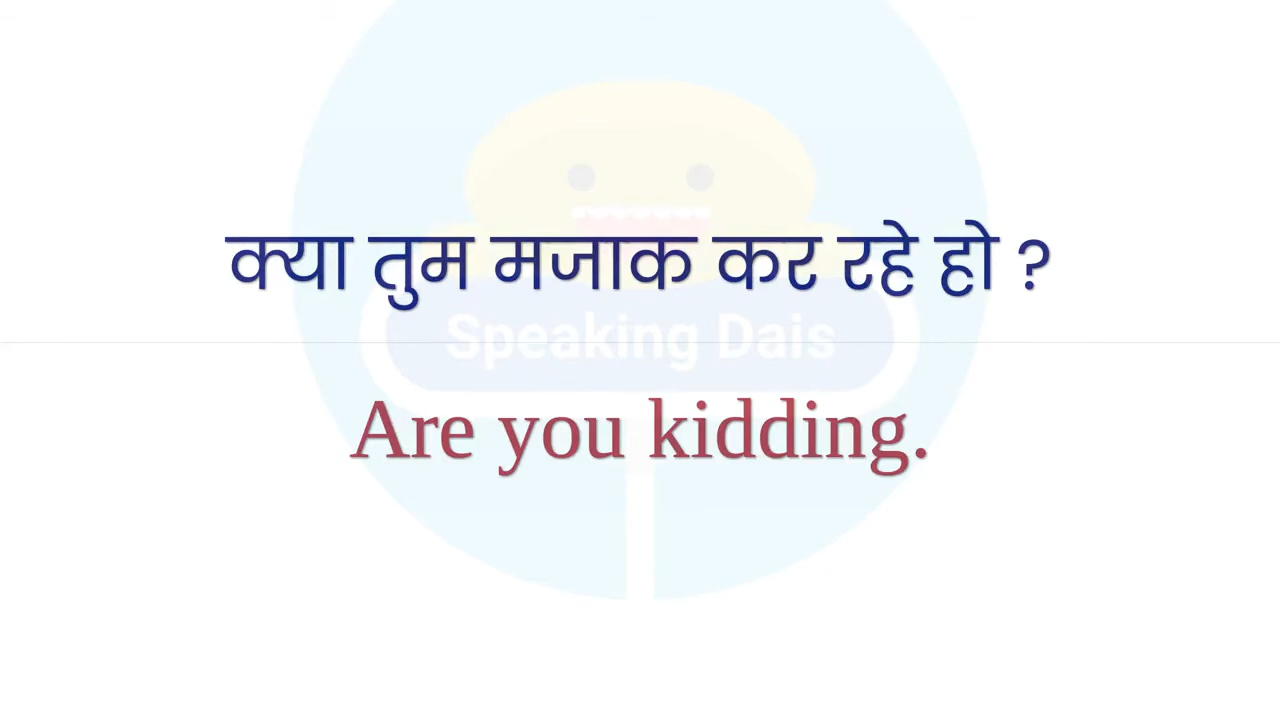 क्या तुम मजाक कर रहे हो ?
Speaking Dais
Are you kidding.